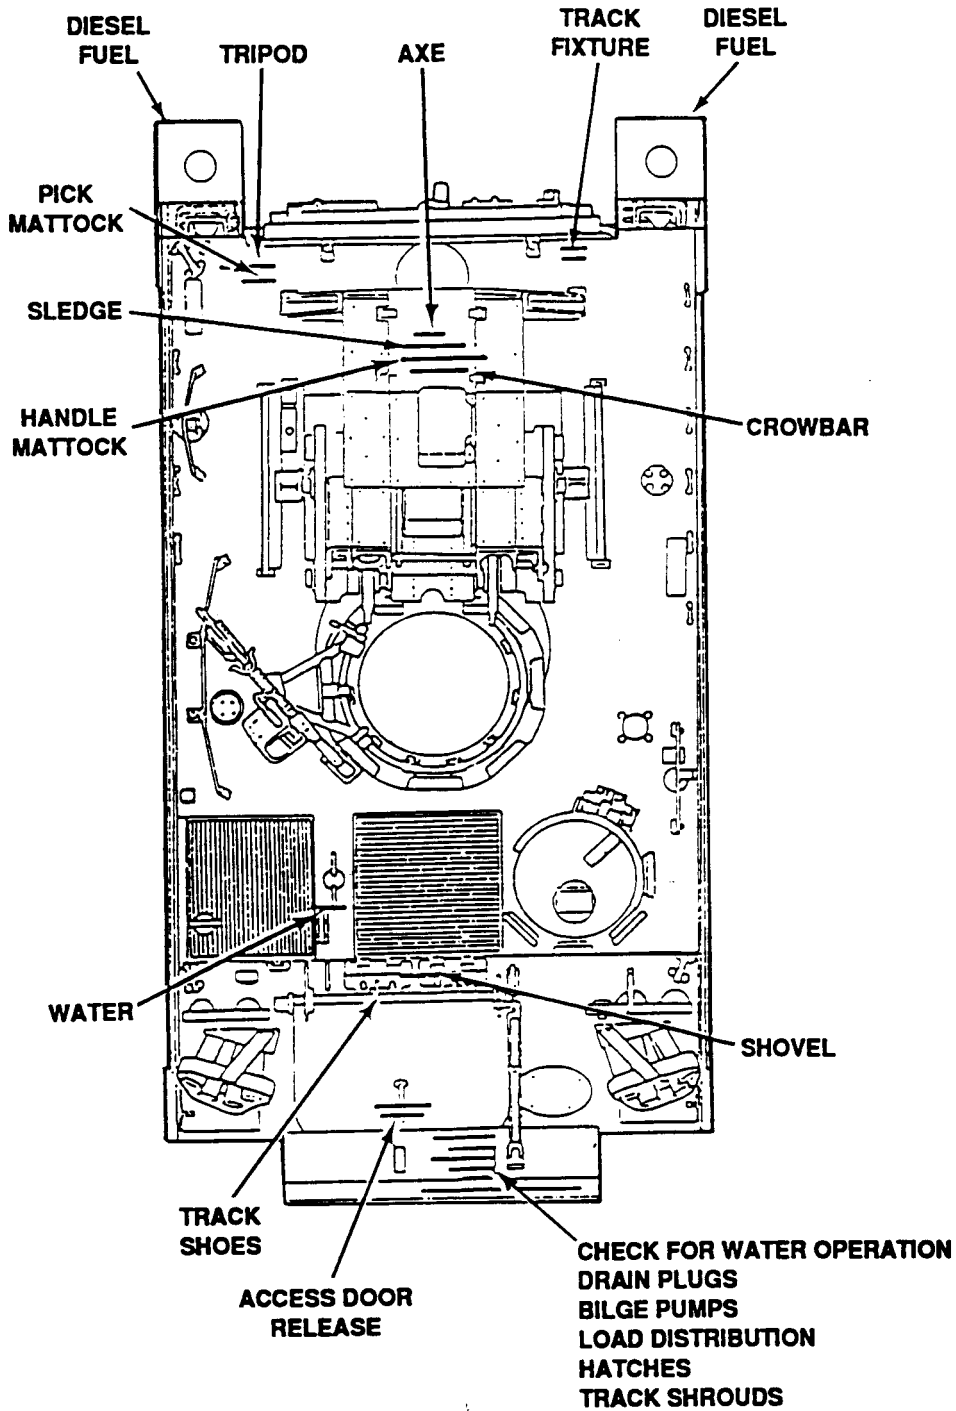 DIESEL
FUEL
TRIPOD
AXE
TRACK
FIXTURE
DIESEL
FUEL
PICK
MATTOCK
SLEDGE
HANDLE
MATTOCK
CROWBAR
WATER
SHOVEL
TRACK
SHOES
ACCESS DOOR
RELEASE
CHECK FOR WATER OPERATION
DRAIN PLUGS
BILGE PUMPS
LOAD DISTRIBUTION
HATCHES
TRACK SHROUDS